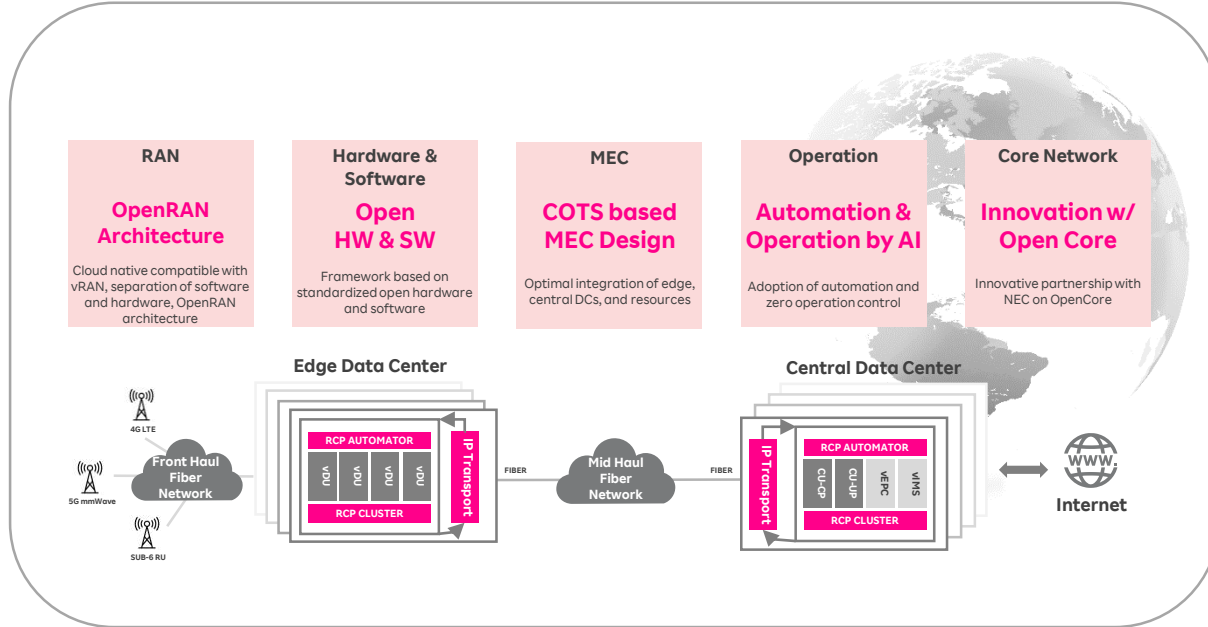 RAN
OpenRAN
Architecture
Cloud native compatible with
vRAN, separation of software
and hardware, OpenRAN
architecture
Hardware &
Software
Open
HW & SW
Framework based on
standardized open hardware
and software
MEC
COTS based
MEC Design
Optimal integration of edge,
central DCs, and resources
Operation
Automation &
Operation by AI
Adoption of automation and
zero operation control
Core Network
Innovation w/
Open Core
Innovative partnership with
NEC on OpenCore
4G LTE
5G mmWave
SUB-6 RU
Front Haul
Fiber
Network
Edge Data Center
RCP AUTOMATOR
vDU
vDU
vDU
vDU
RCP CLUSTER
IP Transport
FIBER
Mid Haul
Fiber
Network
FIBER
Central Data Center
IP Transport
RCP AUTOMATOR
CU-CP
CU-UP
vEPC
vIMS
RCP CLUSTER
WWW.
Internet